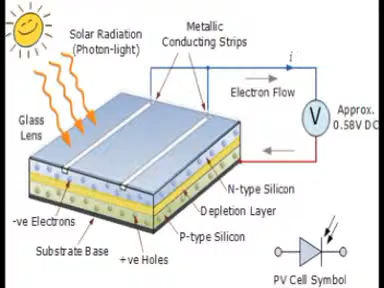 Solar Radiation
(Photon-light)
Metallic
Conducting Strips
i
Electron Flow
Glass
Lens
V
Approx.
0.58V DC
N-type Silicon
-ve Electrons
Depletion Layer
P-type Silicon
Substrate Base
+ve Holes
PV Cell Symbol